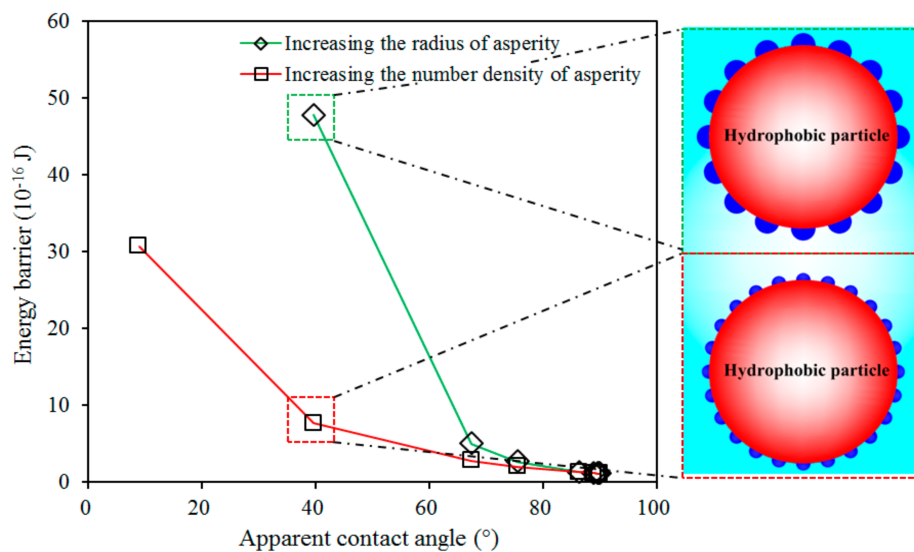 60
50
40
30
20
10
0
Energy barrier (10⁻¹⁶ J)
Increasing the radius of asperity
Increasing the number density of asperity
0 20 40 60 80 100
Apparent contact angle (°)
Hydrophobic particle
Hydrophobic particle